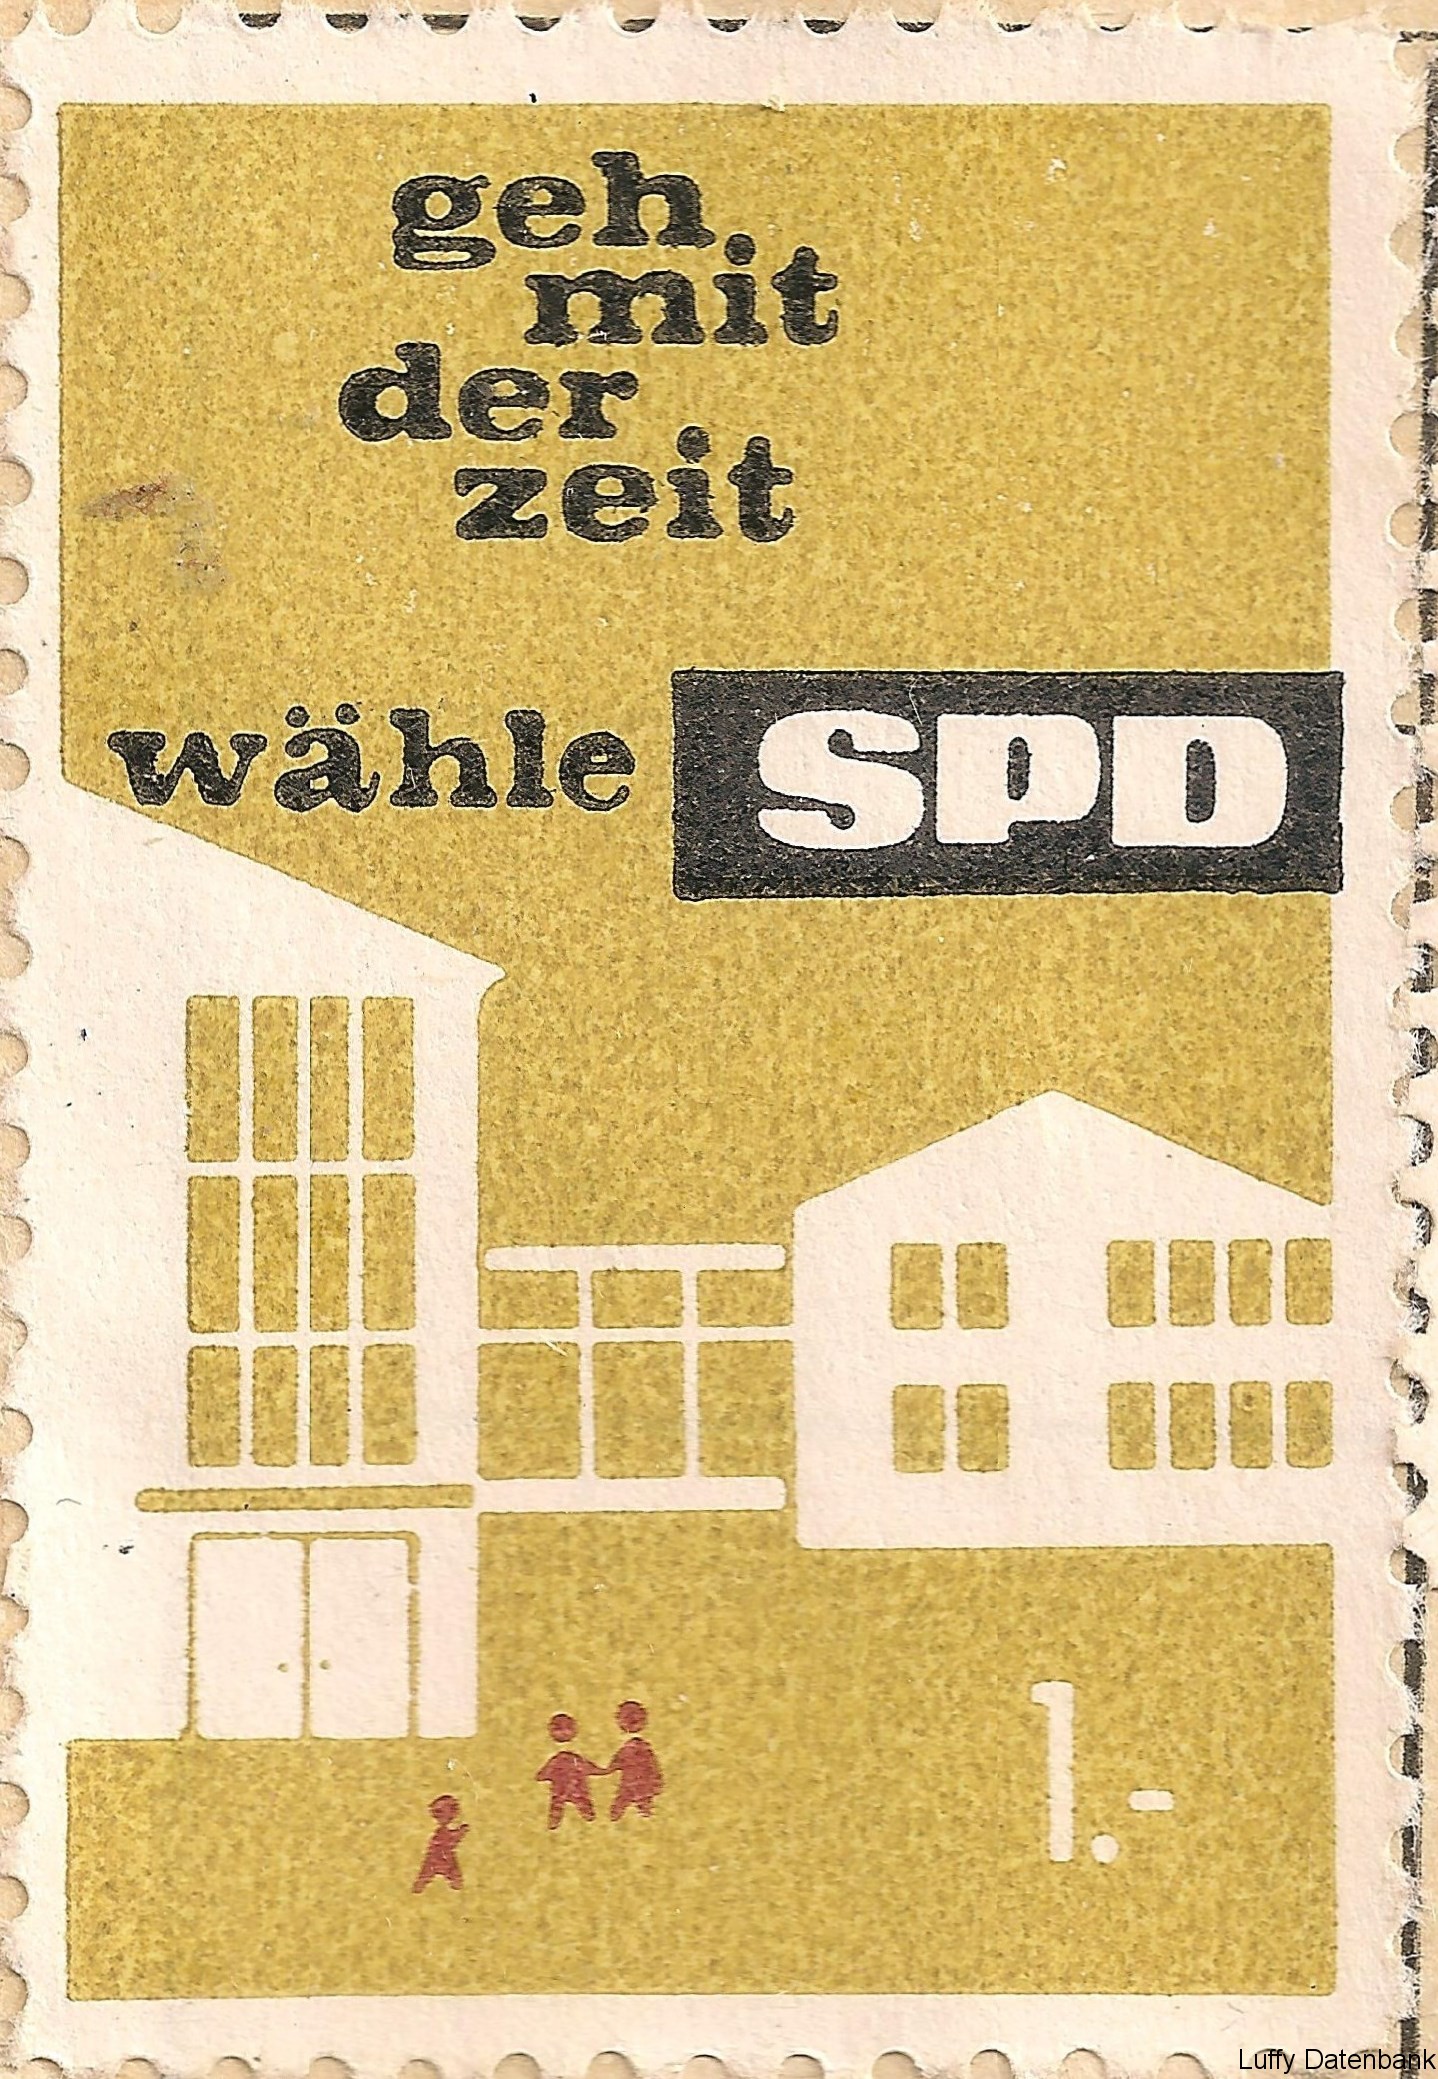 geh
mit
der
zeit
wähle SPD
1.-
Luffy Datenbank